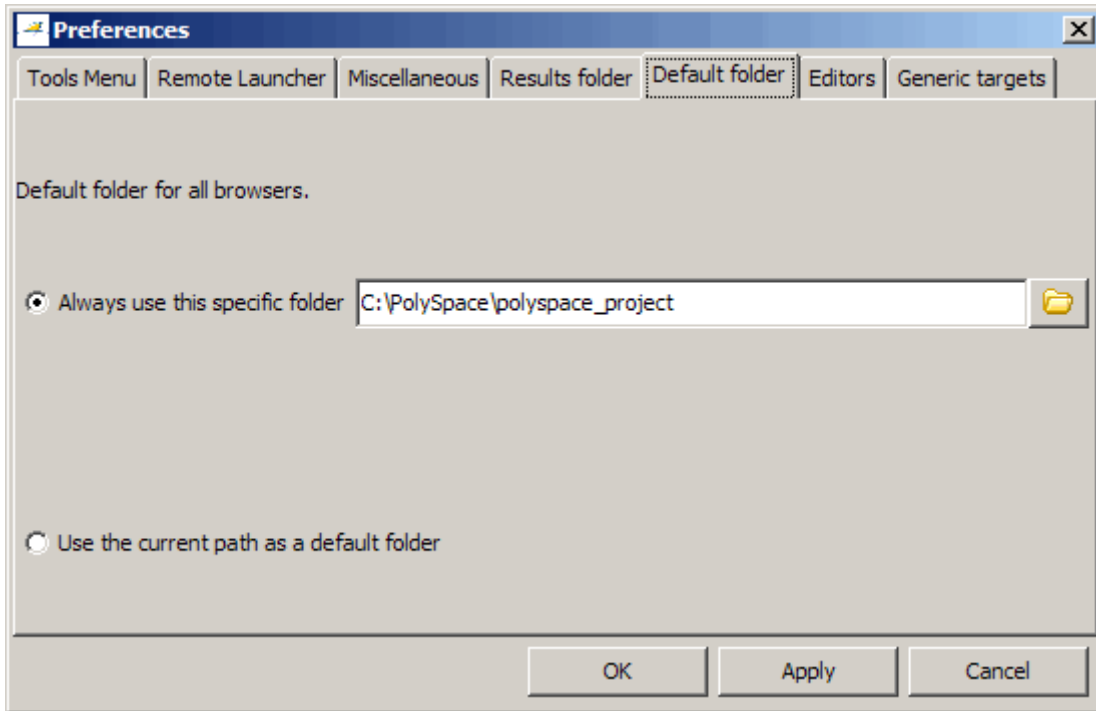 Preferences
Tools Menu Remote Launcher Miscellaneous Results folder Default folder Editors Generic targets
Default folder for all browsers.
Always use this specific folder C:\PolySpace\polyspace_project
Use the current path as a default folder
OK Apply Cancel